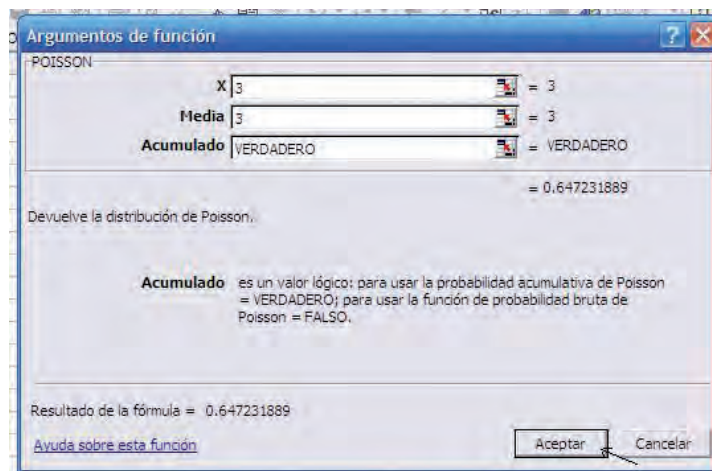 Argumentos de función
POISSON
X 3 = 3
Media 3 = 3
Acumulado VERDADERO = VERDADERO
= 0.647231889
Devuelve la distribución de Poisson.
Acumulado es un valor lógico: para usar la probabilidad acumulativa de Poisson
= VERDADERO; para usar la función de probabilidad bruta de
Poisson = FALSO.
Resultado de la fórmula = 0.647231889
Ayuda sobre esta función Aceptar Cancelar